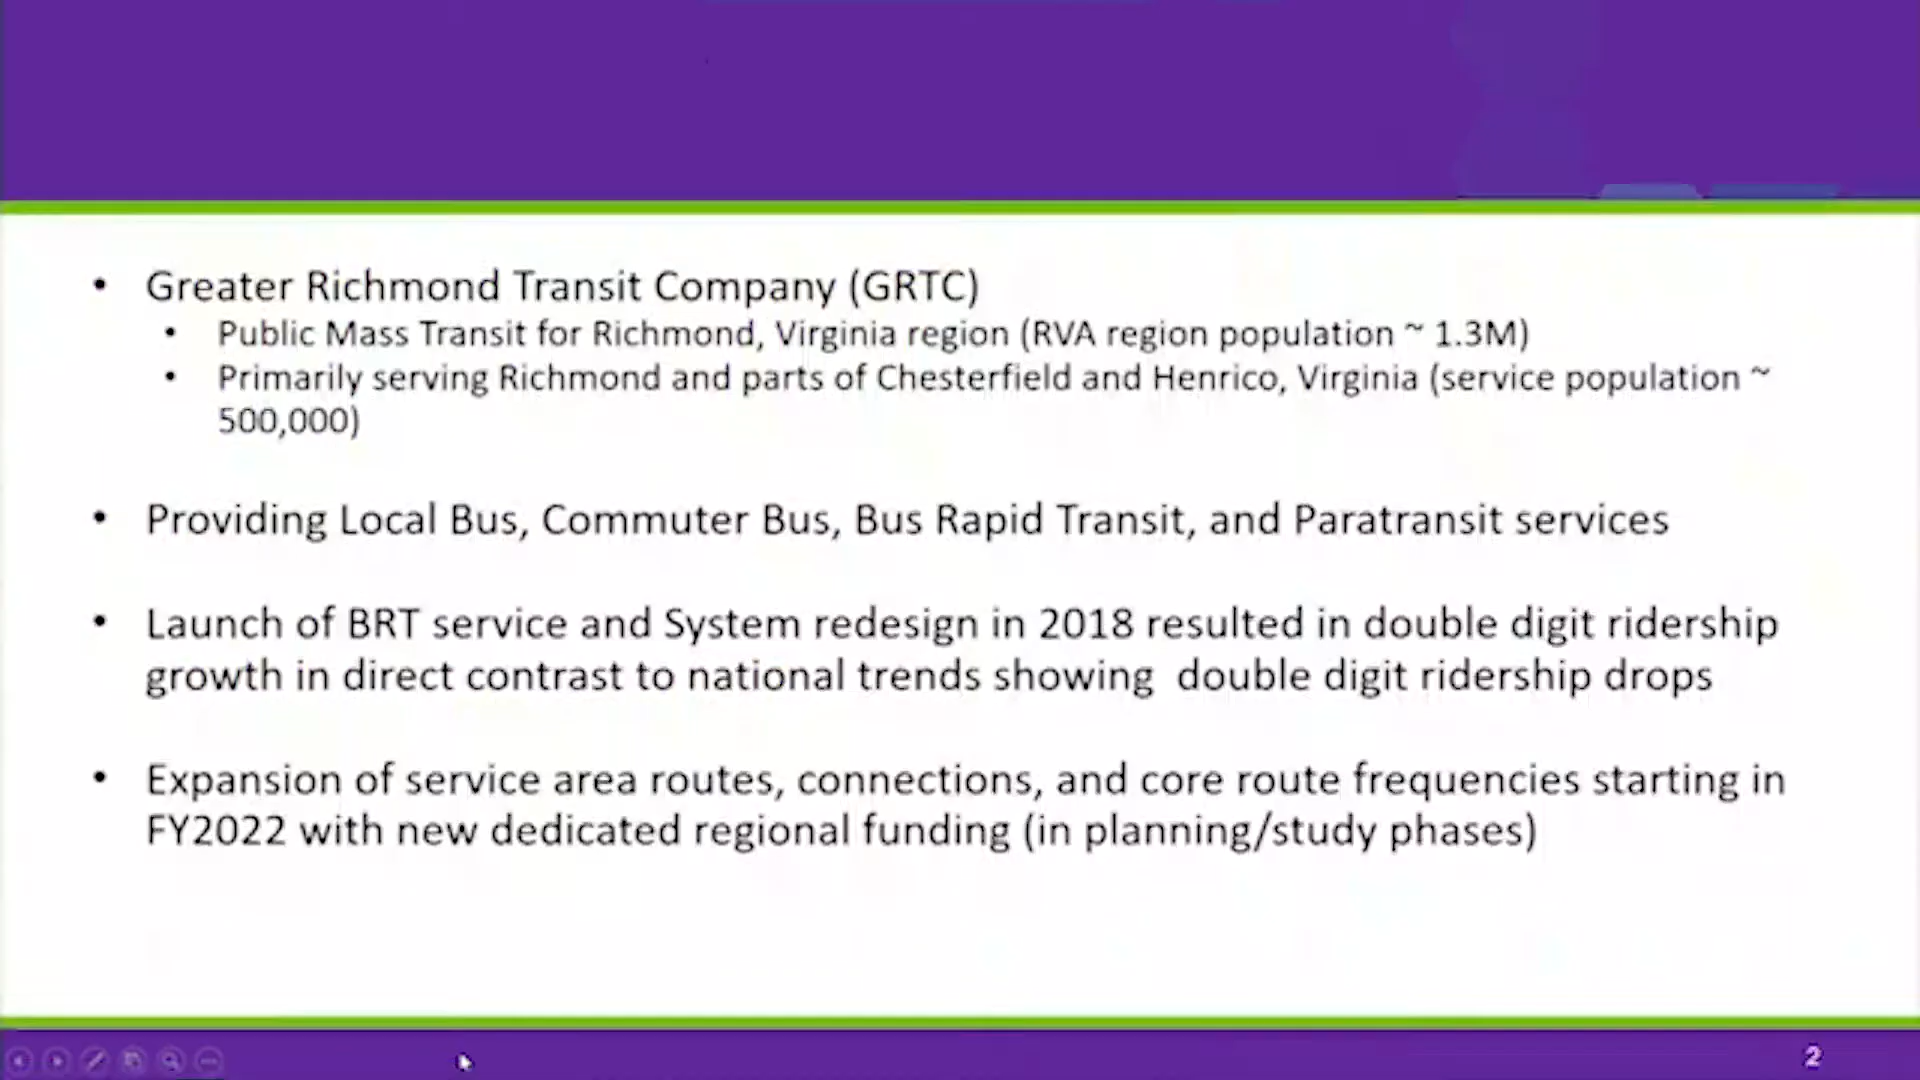 • Greater Richmond Transit Company (GRTC)
• Public Mass Transit for Richmond, Virginia region (RVA region population ~ 1.3M)
• Primarily serving Richmond and parts of Chesterfield and Henrico, Virginia (service population ~
500,000)
• Providing Local Bus, Commuter Bus, Bus Rapid Transit, and Paratransit services
• Launch of BRT service and System redesign in 2018 resulted in double digit ridership
growth in direct contrast to national trends showing  double digit ridership drops
• Expansion of service area routes, connections, and core route frequencies starting in
FY2022 with new dedicated regional funding (in planning/study phases)
2